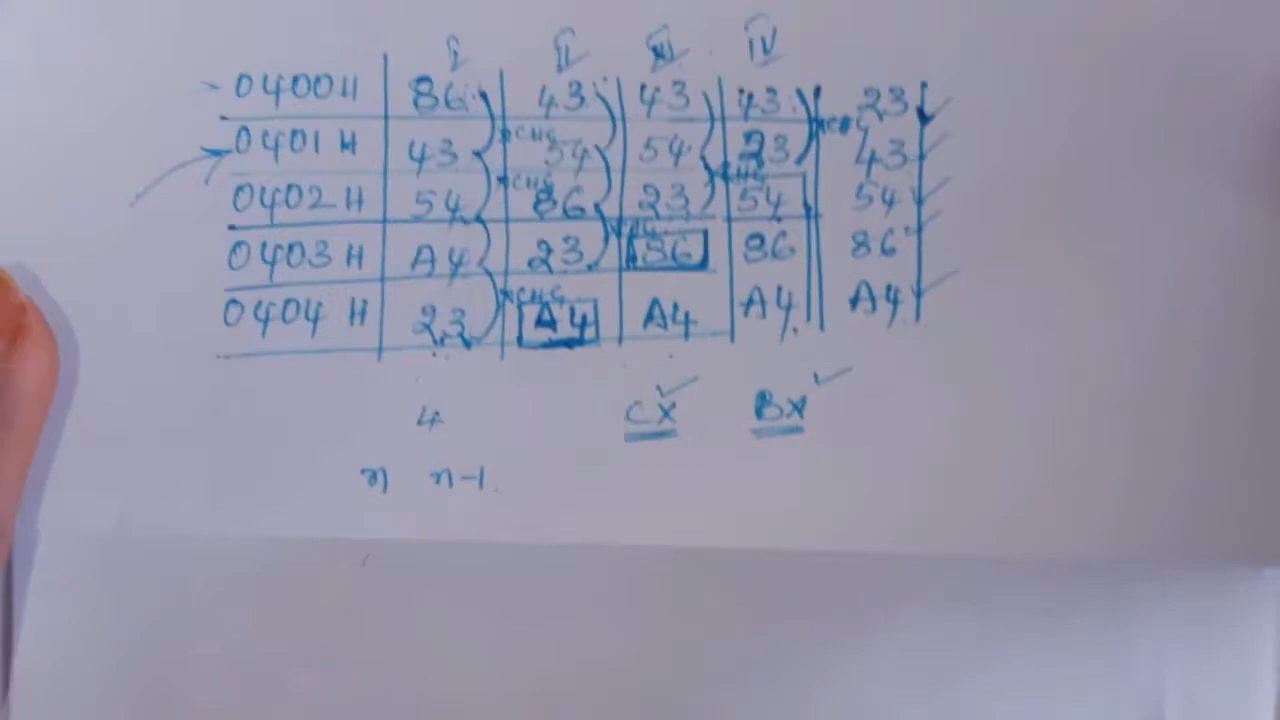 I II III IV
0400H 86 43 43 43 23
0401H 43 54 54 23 43
0402H 54 86 23 54 54
0403H A4 23 86 86 86
0404H 23 A4 A4 A4 A4
4 CX BX
n n-1